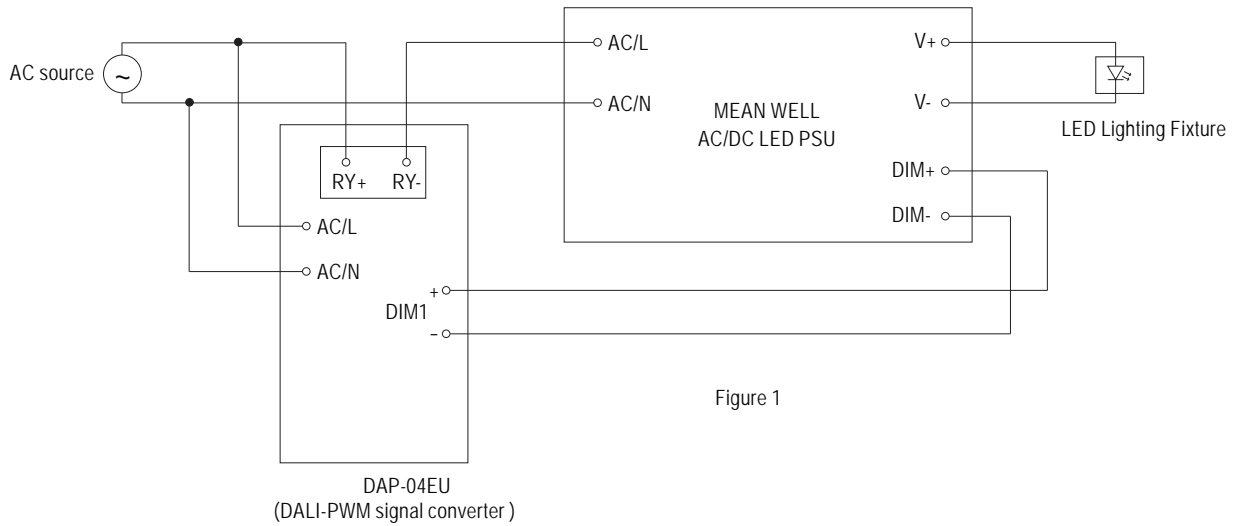 AC source
~
AC/L
AC/N
MEAN WELL
AC/DC LED PSU
V+
V-
DIM+
DIM-
LED Lighting Fixture
RY+ RY-
AC/L
AC/N
+
DIM1
–
Figure 1
DAP-04EU
(DALI-PWM signal converter )